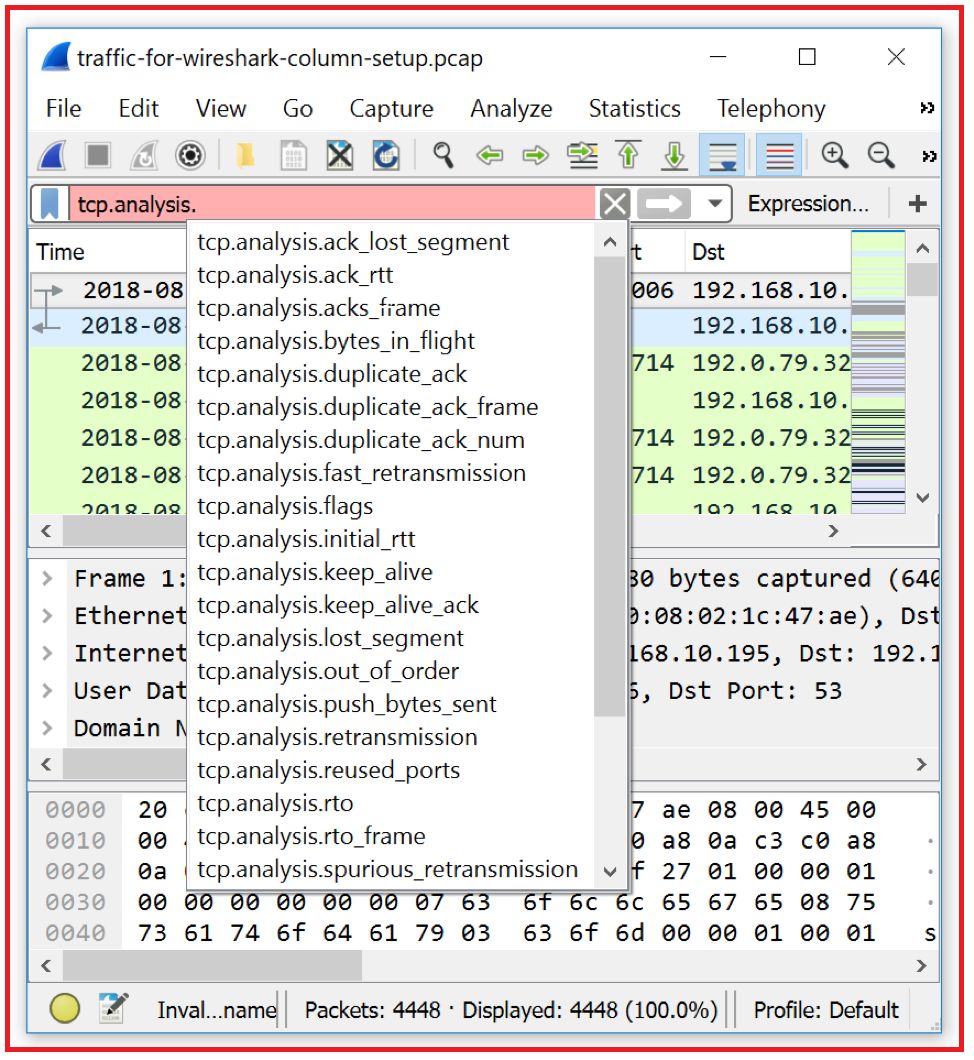 traffic-for-wireshark-column-setup.pcap
File Edit View Go Capture Analyze Statistics Telephony »
tcp.analysis. Expression... +
Time Dst
tcp.analysis.ack_lost_segment
tcp.analysis.ack_rtt
tcp.analysis.acks_frame
tcp.analysis.bytes_in_flight
tcp.analysis.duplicate_ack
tcp.analysis.duplicate_ack_frame
tcp.analysis.duplicate_ack_num
tcp.analysis.fast_retransmission
tcp.analysis.flags
tcp.analysis.initial_rtt
tcp.analysis.keep_alive
tcp.analysis.keep_alive_ack
tcp.analysis.lost_segment
tcp.analysis.out_of_order
tcp.analysis.push_bytes_sent
tcp.analysis.retransmission
tcp.analysis.reused_ports
tcp.analysis.rto
tcp.analysis.rto_frame
tcp.analysis.spurious_retransmission
2018-08 006 192.168.10.
2018-08 192.168.10.
2018-08 714 192.0.79.32
2018-08 192.168.10.
2018-08 714 192.0.79.32
2018-08 714 192.0.79.32
2018-08 192.168.10.
Frame 1: 80 bytes captured (640
Ethernet 0:08:02:1c:47:ae), Dst
Internet 168.10.195, Dst: 192.1
User Dat 6, Dst Port: 53
Domain N
0000 20 7 ae 08 00 45 00
0010 00 0 a8 0a c3 c0 a8
0020 0a f 27 01 00 00 01
0030 00 00 00 00 00 00 07 63 6f 6c 6c 65 67 65 08 75
0040 73 61 74 6f 64 61 79 03 63 6f 6d 00 00 01 00 01 s
Inval...name Packets: 4448 · Displayed: 4448 (100.0%) Profile: Default